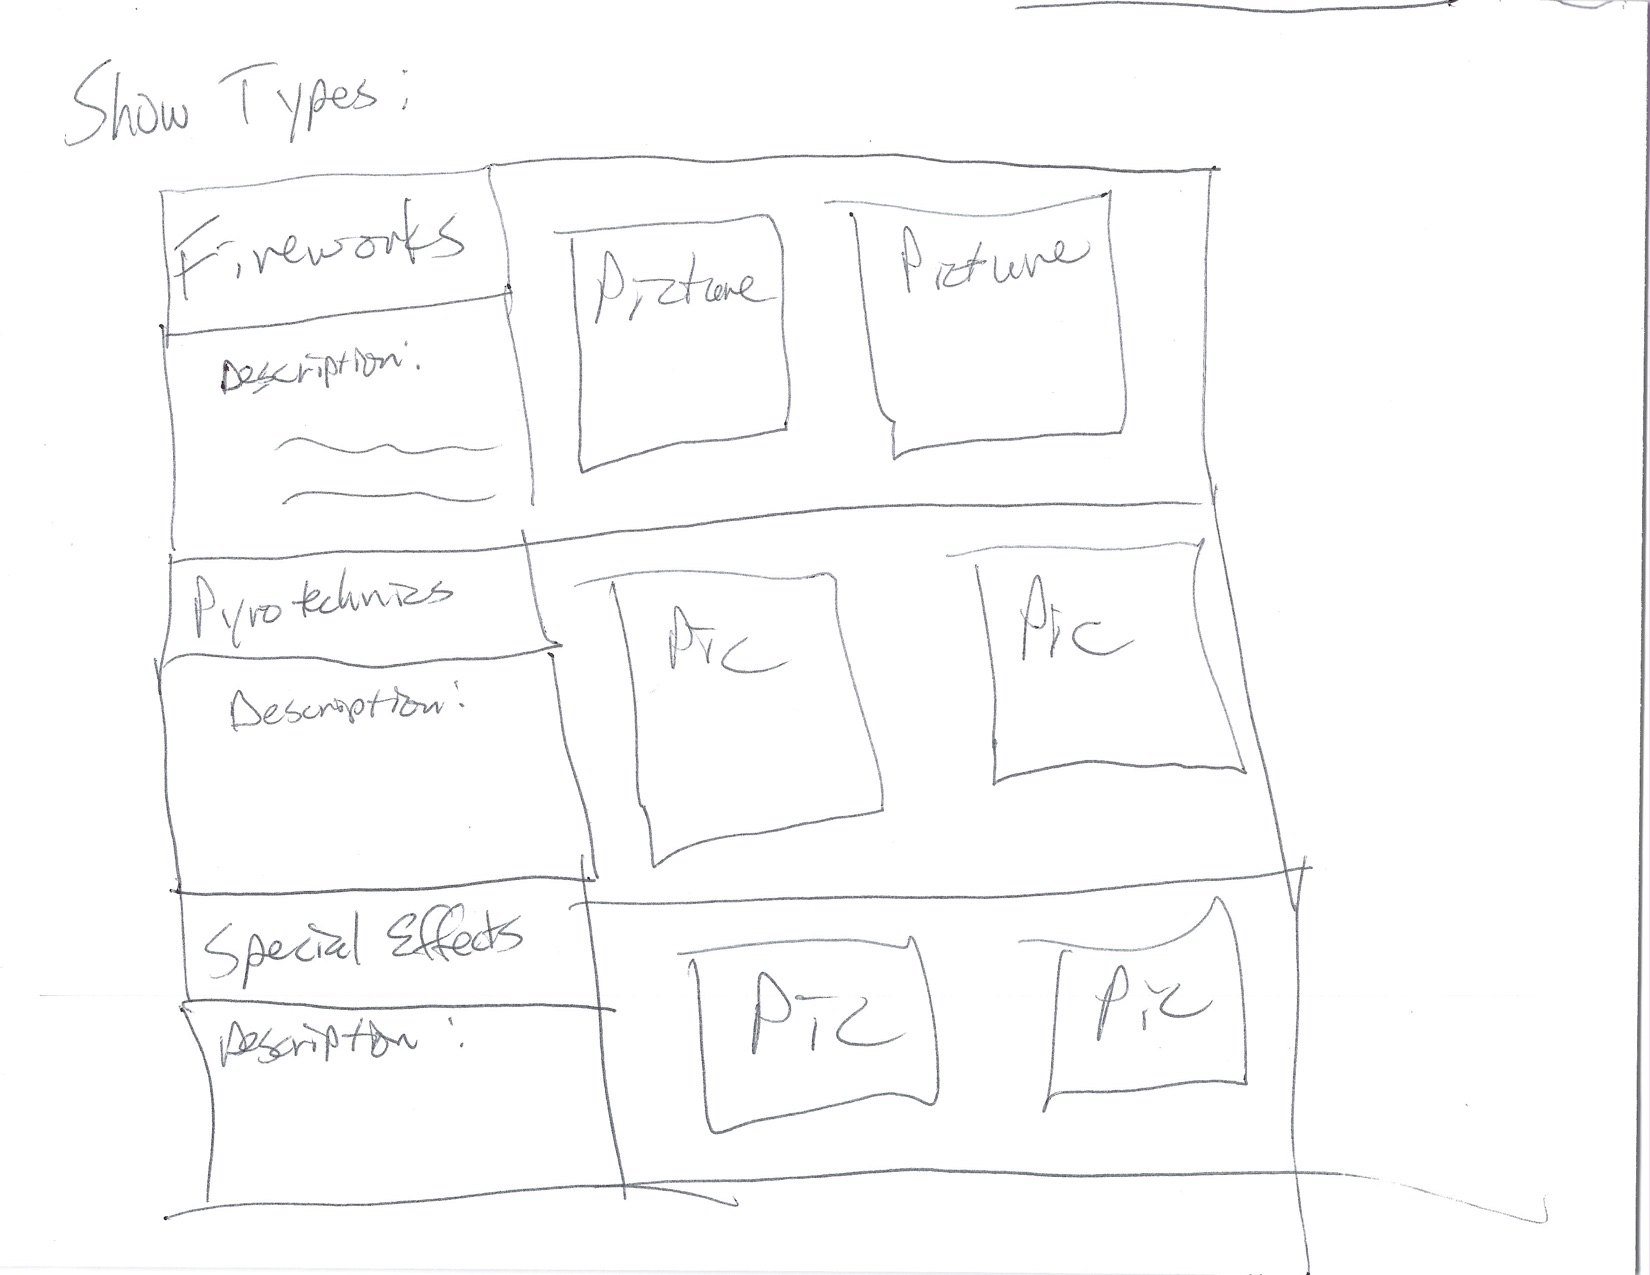 Show Types:
Fireworks
Description:
Picture
Picture
Pyrotechnics
Description:
Pic
Pic
Special Effects
Description:
Pic
Pic